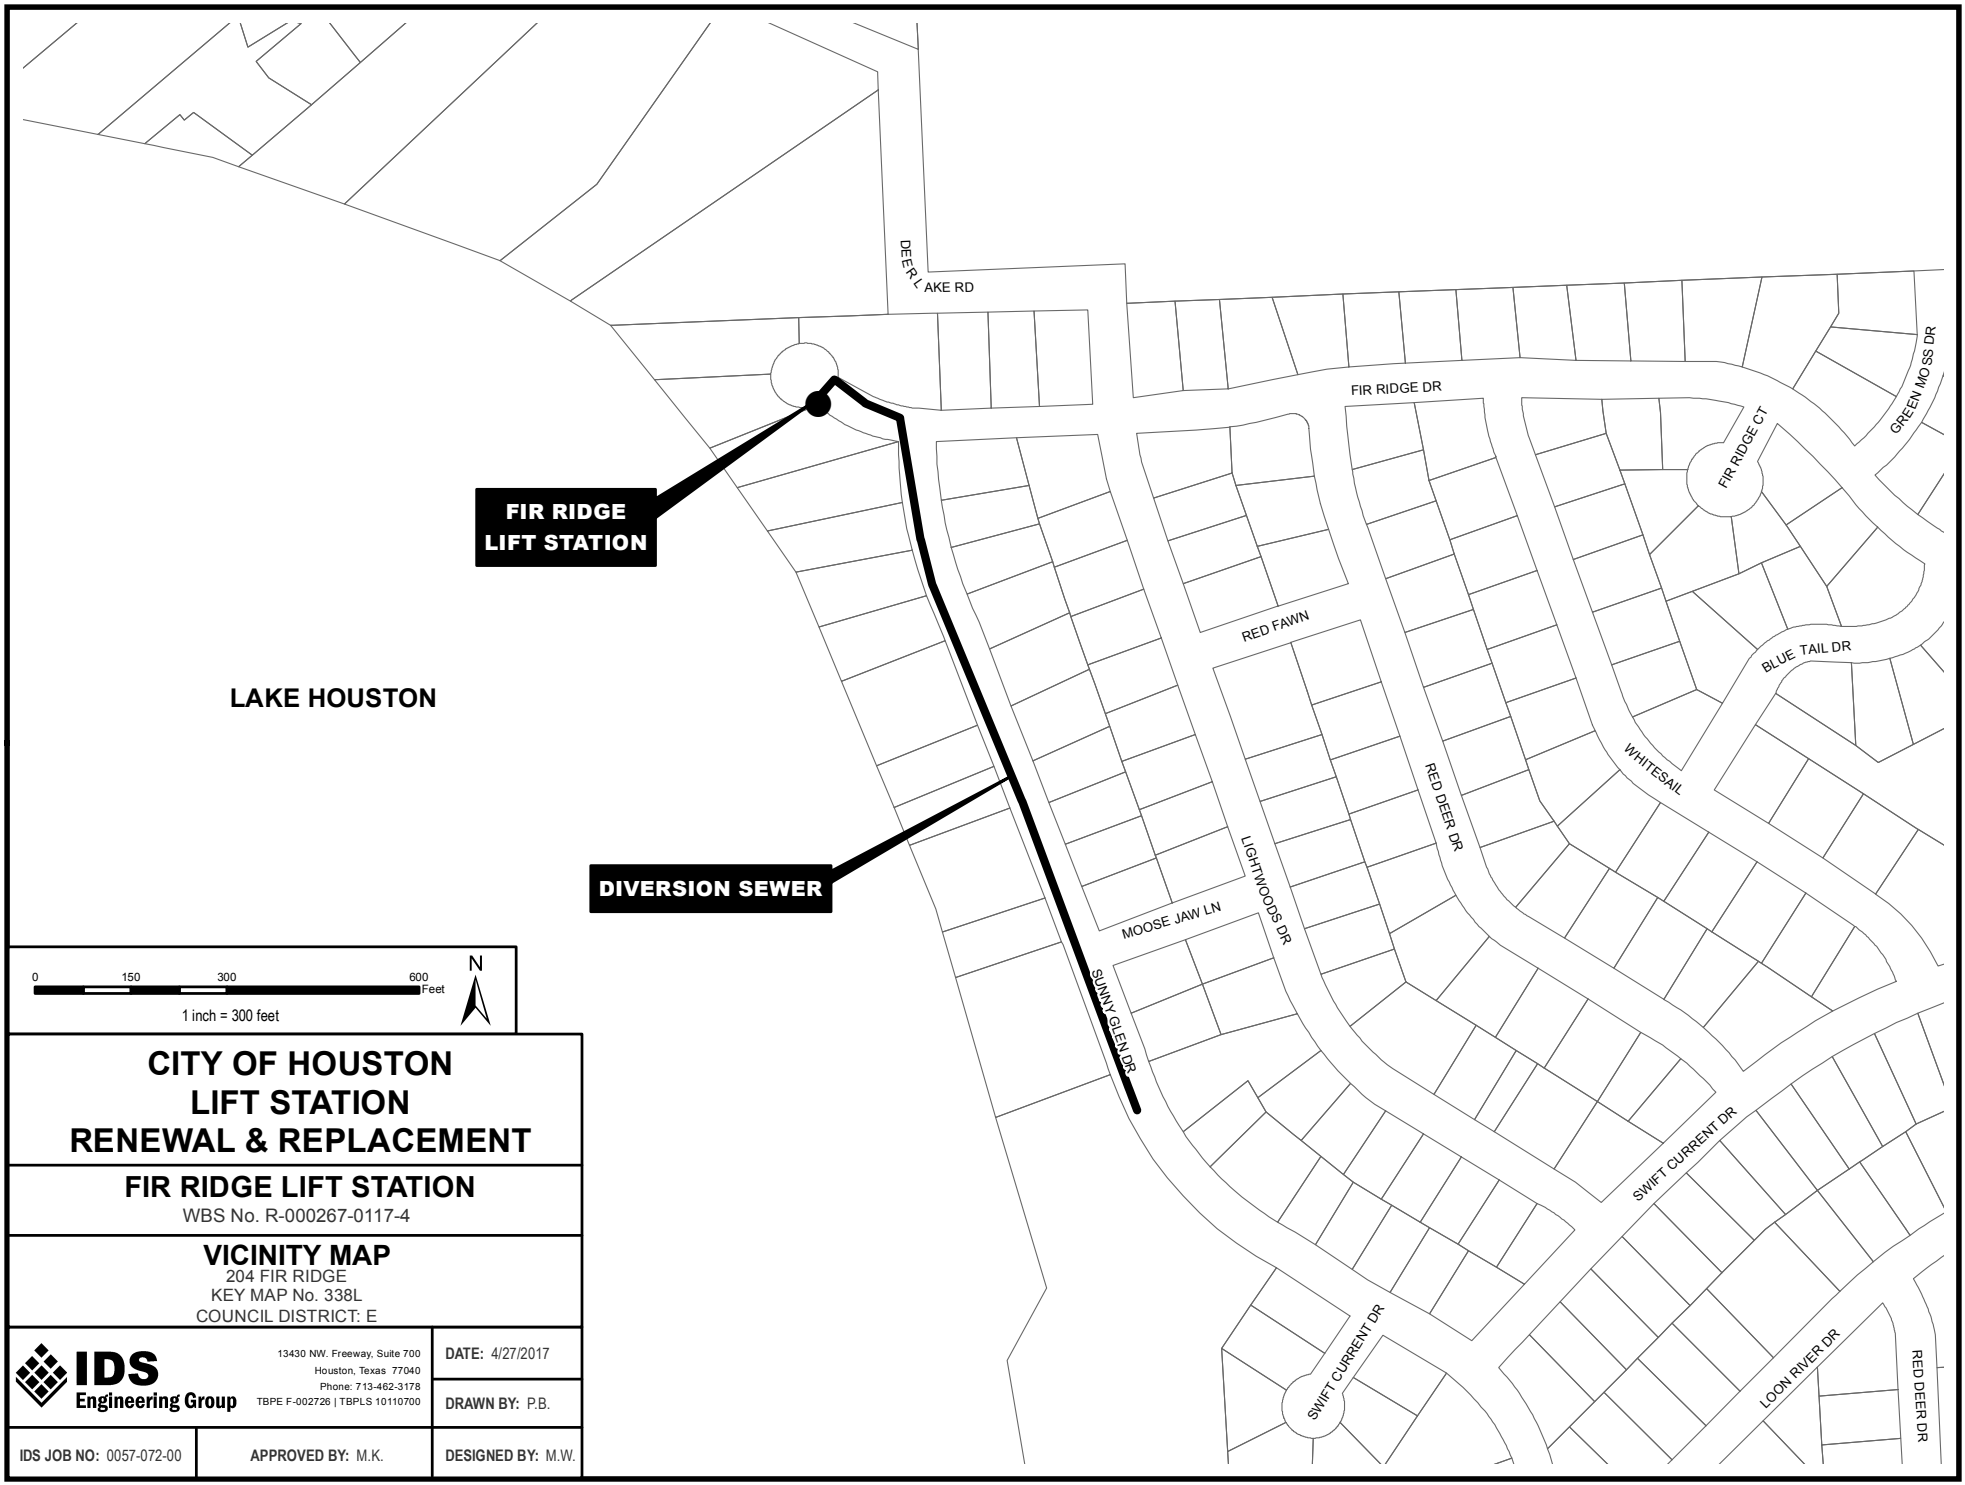 DEER LAKE RD
FIR RIDGE DR
GREEN MOSS DR
FIR RIDGE CT
FIR RIDGE
LIFT STATION
RED FAWN
BLUE TAIL DR
LAKE HOUSTON
WHITESAIL
RED DEER DR
LIGHTWOODS DR
DIVERSION SEWER
MOOSE JAW LN
SUNNY GLEN DR
SWIFT CURRENT DR
SWIFT CURRENT DR
LOON RIVER DR
RED DEER DR
0 150 300 600
Feet
N
1 inch = 300 feet
CITY OF HOUSTON
LIFT STATION
RENEWAL & REPLACEMENT
FIR RIDGE LIFT STATION
WBS No. R-000267-0117-4
VICINITY MAP
204 FIR RIDGE
KEY MAP No. 338L
COUNCIL DISTRICT: E
IDS
Engineering Group
13430 NW. Freeway, Suite 700
Houston, Texas 77040
Phone: 713-462-3178
TBPE F-002726 | TBPLS 10110700
DATE: 4/27/2017
DRAWN BY: P.B.
IDS JOB NO: 0057-072-00
APPROVED BY: M.K.
DESIGNED BY: M.W.